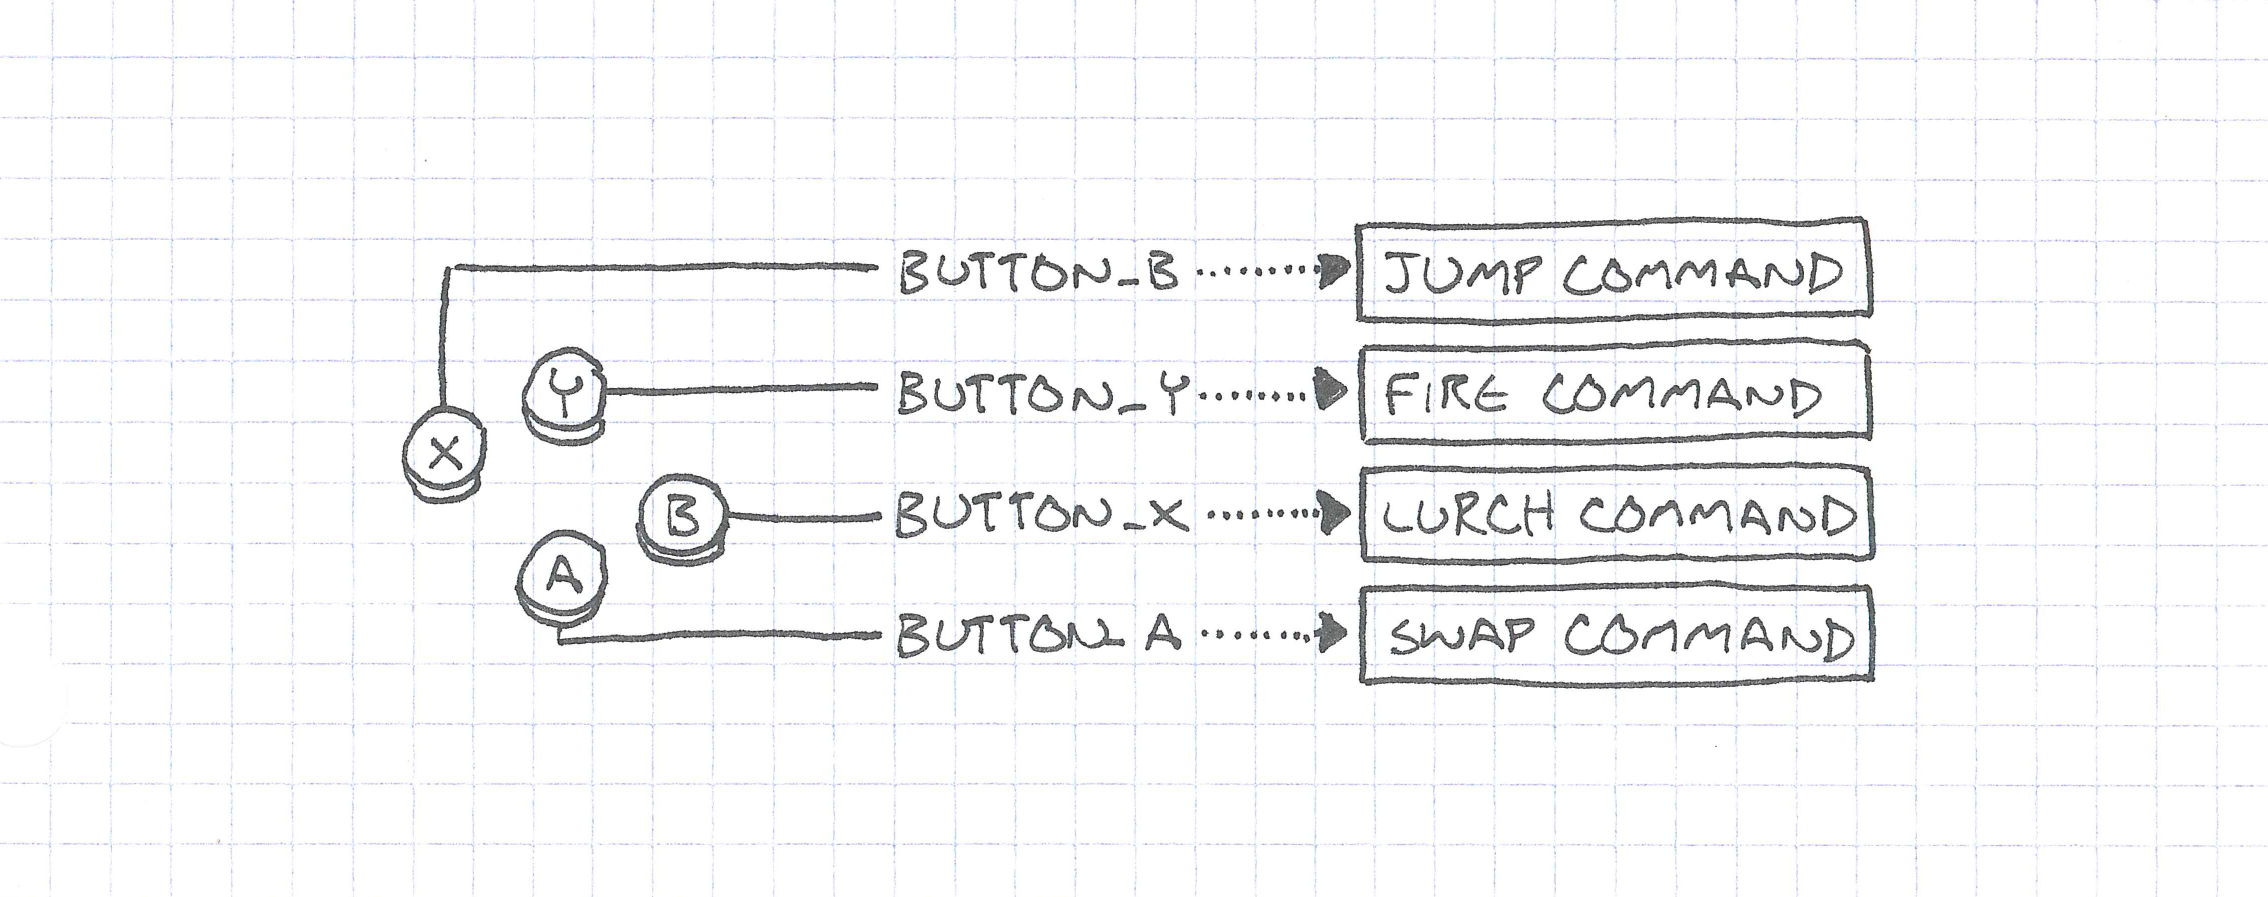 BUTTON_B JUMP COMMAND
Y BUTTON_Y FIRE COMMAND
X
B BUTTON_X LURCH COMMAND
A
BUTTON_A SWAP COMMAND